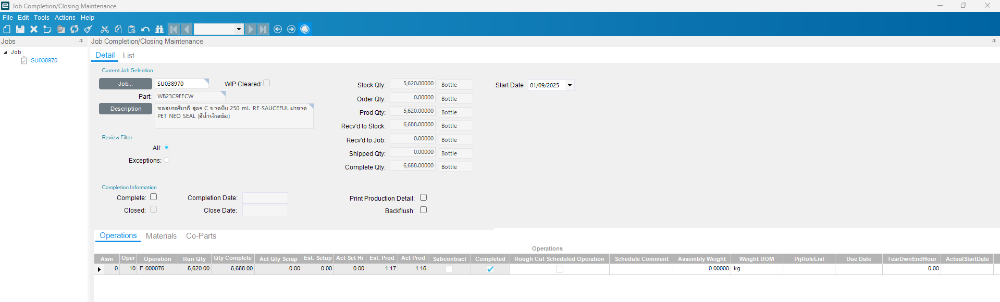 Job Completion/Closing Maintenance
File Edit Tools Actions Help
Jobs
Job Completion/Closing Maintenance
Job
SU038970
Detail List
Current Job Selection
Job... SU038970 WIP Cleared:
Part: WB23C9FECW
Description ซอสเทอริยากิ สูตร C ขวดบีบ 250 ml. RE-SAUCEFUL ฝาขวด
PET NEO SEAL (สีน้ำเงินเข้ม)
Stock Qty: 5,620.00000 Bottle
Order Qty: 0.00000 Bottle
Prod Qty: 5,620.00000 Bottle
Recv'd to Stock: 6,688.00000 Bottle
Recv'd to Job: 0.00000 Bottle
Shipped Qty: 0.00000 Bottle
Complete Qty: 6,688.00000 Bottle
Start Date 01/09/2025
Review Filter
All:
Exceptions:
Completion Information
Complete: Completion Date: Print Production Detail:
Closed: Close Date: Backflush:
Operations Materials Co-Parts
Operations
Asm Oper Operation Run Qty Qty Complete Act Qty Scrap Est. Setup Act Set Hr Est. Prod Act Prod Subcontract Completed Rough Cut Scheduled Operation Schedule Comment Assembly Weight Weight UOM PrjRoleList Due Date TearDwnEndHour ActualStartDate
0 10 F-000076 5,620.00 6,688.00 0.00 0.00 0.00 1.17 1.16 0.00000 kg 0.00